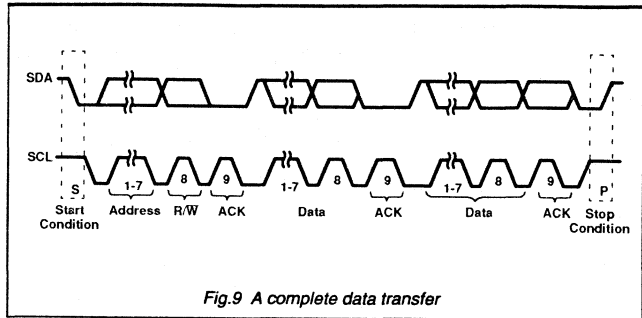 SDA
SCL
S 1-7 8 9 1-7 8 9 1-7 8 9 P
Start Condition Address R/W̅ ACK Data ACK Data ACK Stop Condition
Fig.9 A complete data transfer